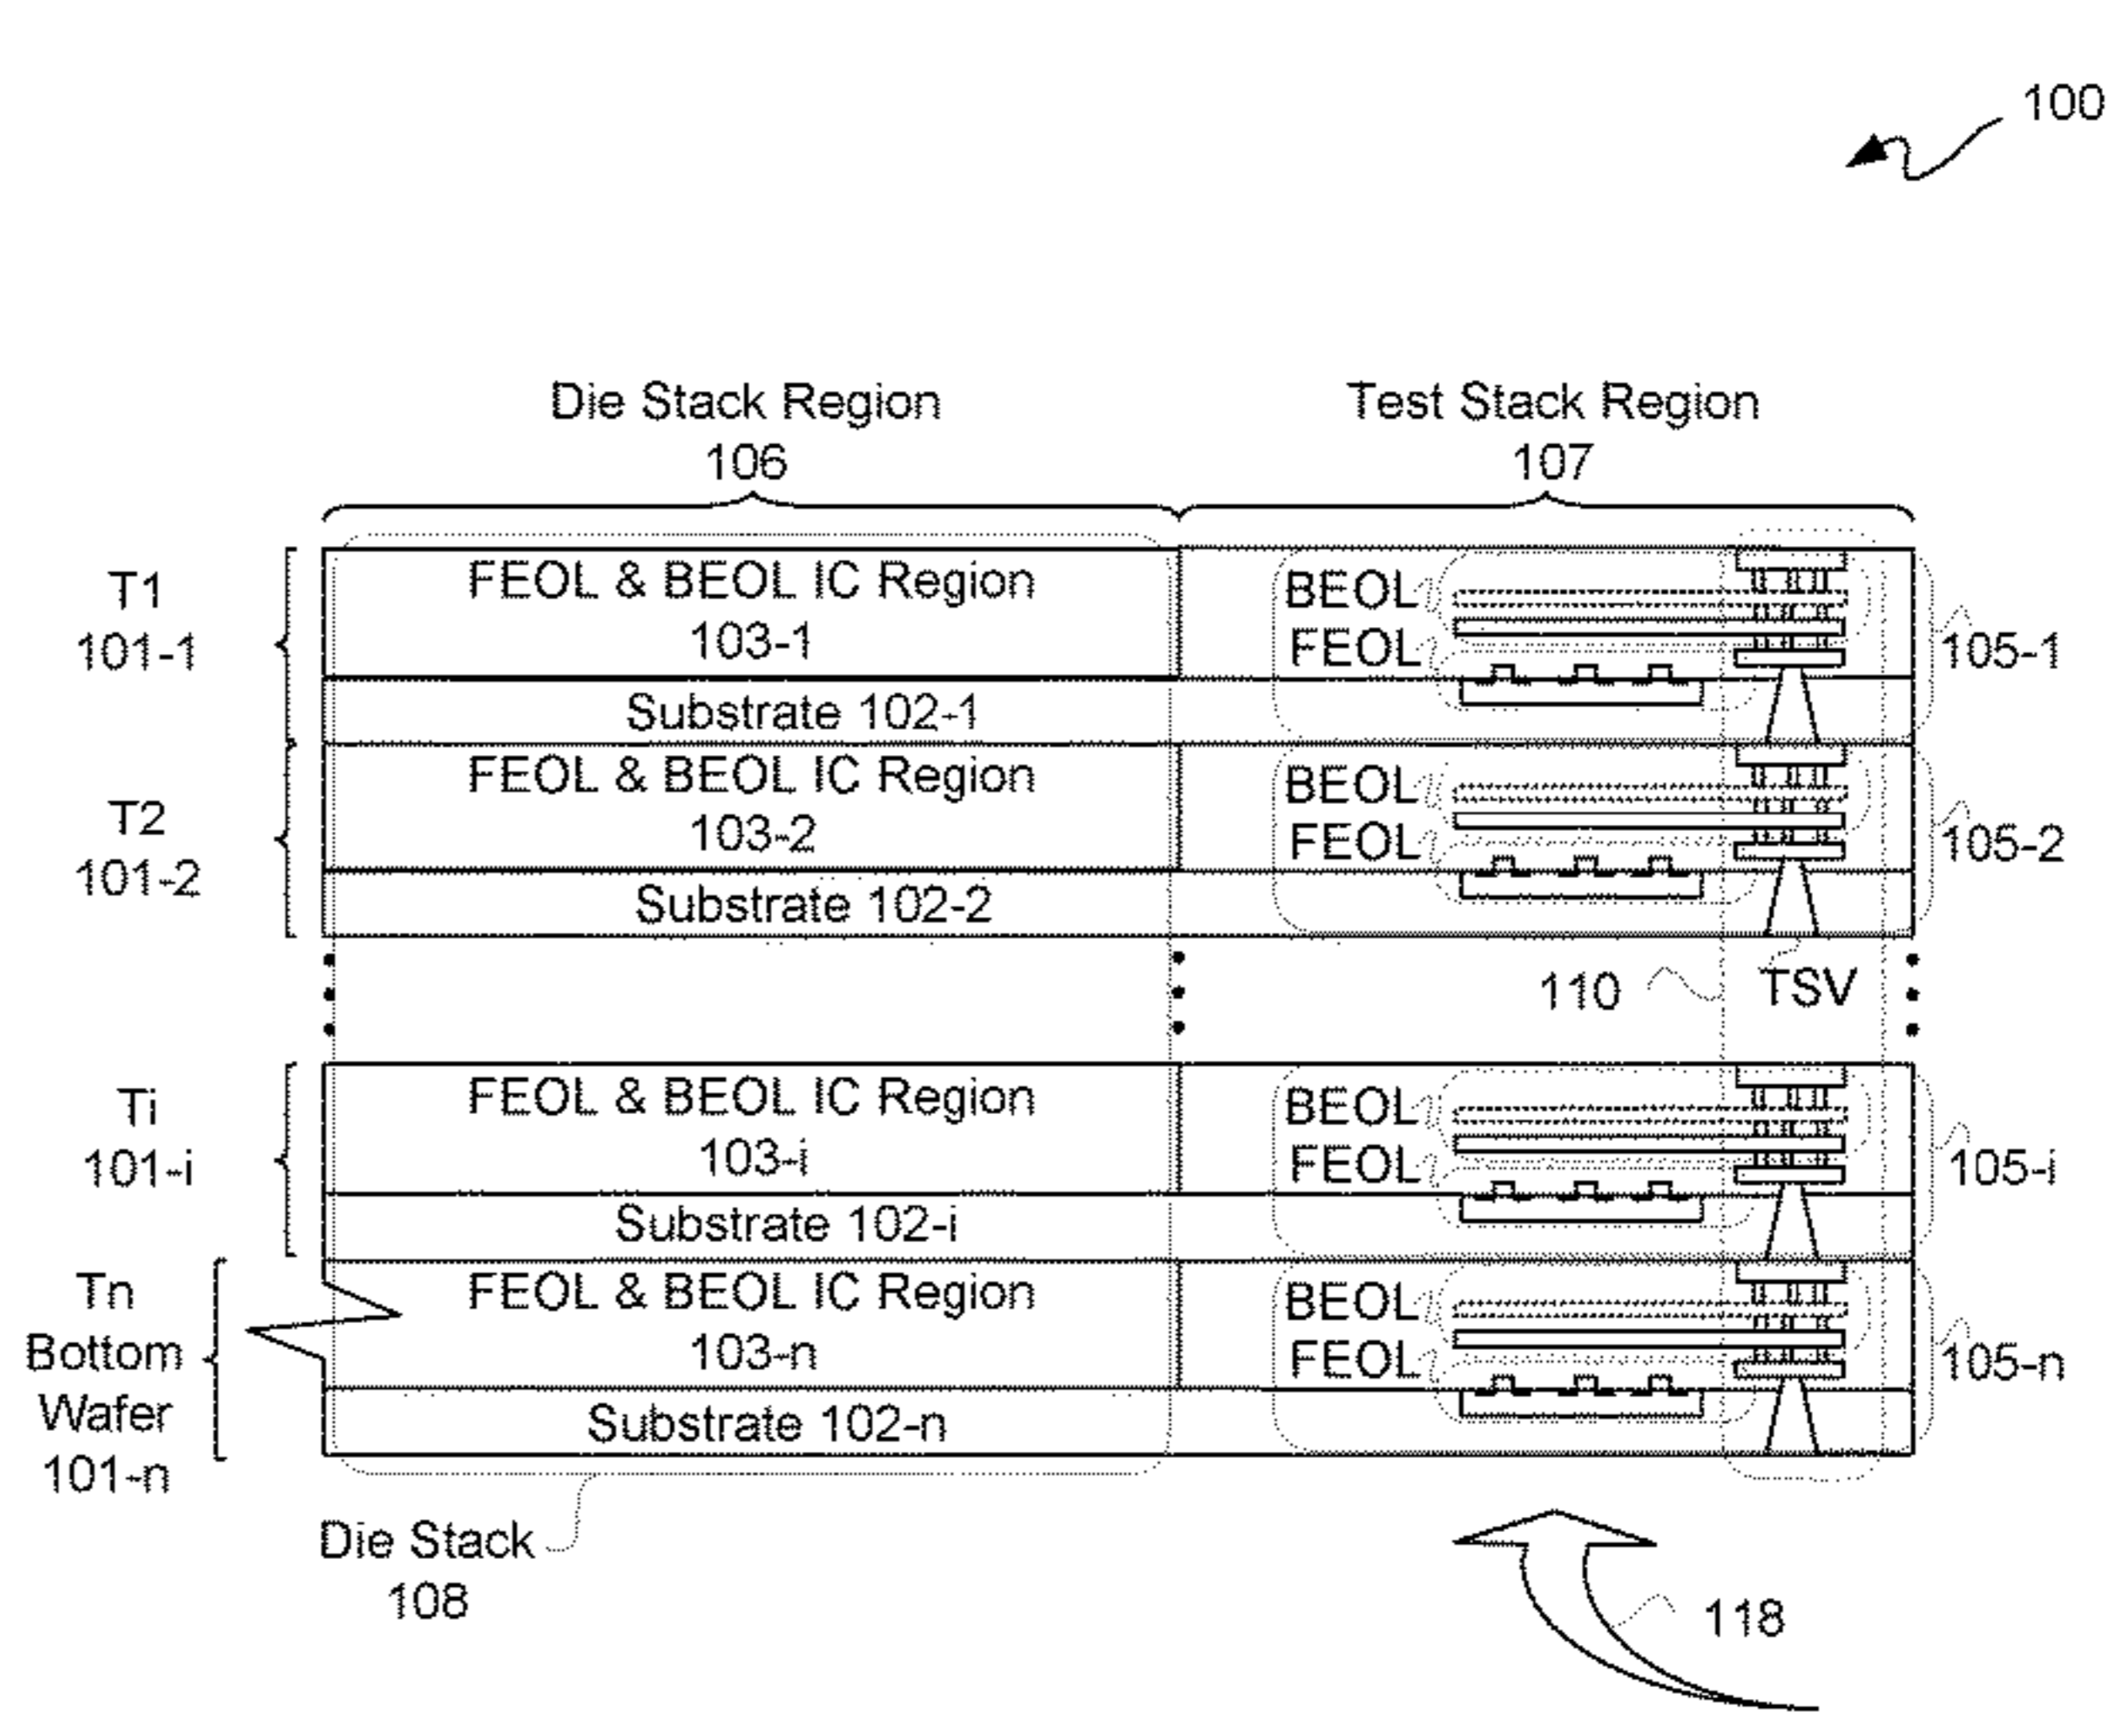 100
Die Stack Region
106
Test Stack Region
107
T1
101-1
FEOL & BEOL IC Region
103-1
Substrate 102-1
BEOL
FEOL
105-1
T2
101-2
FEOL & BEOL IC Region
103-2
Substrate 102-2
BEOL
FEOL
105-2
110
TSV
Ti
101-i
FEOL & BEOL IC Region
103-i
Substrate 102-i
BEOL
FEOL
105-i
Tn
Bottom
Wafer
101-n
FEOL & BEOL IC Region
103-n
Substrate 102-n
BEOL
FEOL
105-n
Die Stack
108
118